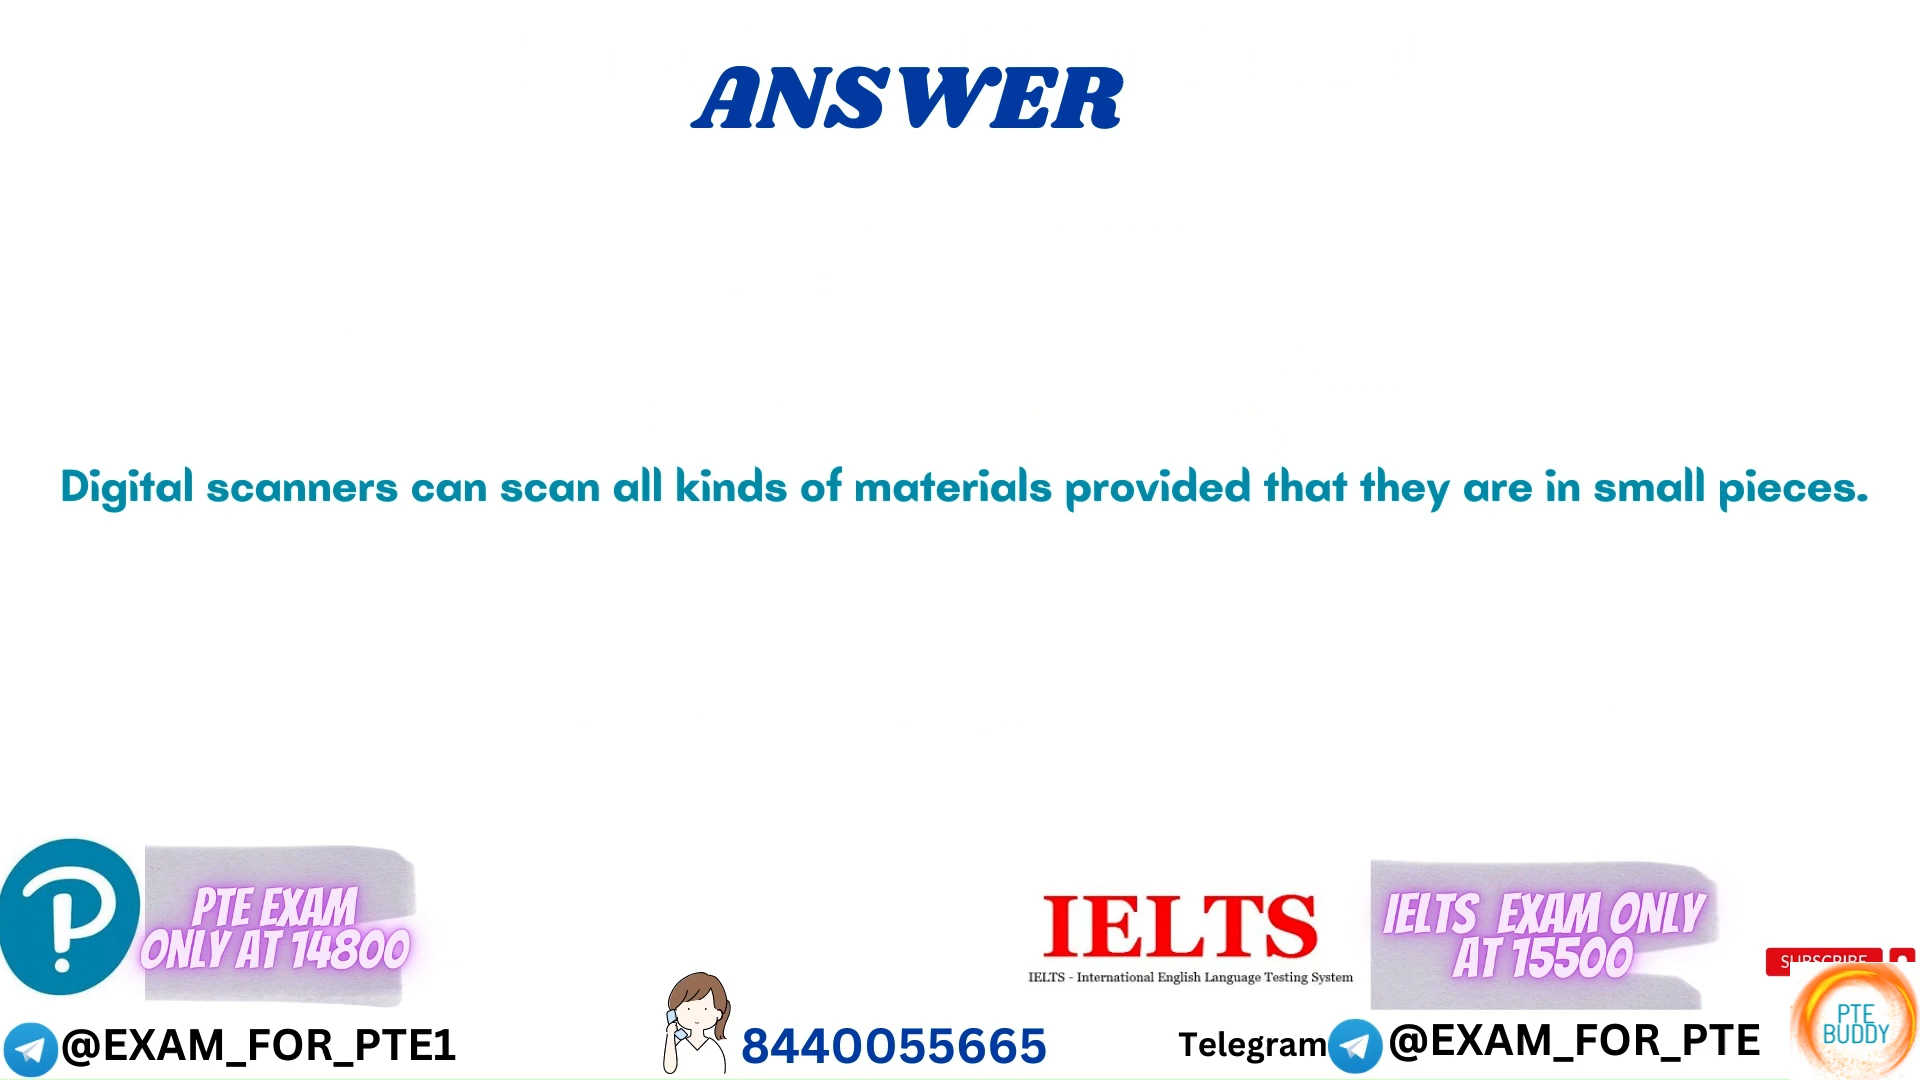 ANSWER
Digital scanners can scan all kinds of materials provided that they are in small pieces.
PTE EXAM
ONLY AT 14800
IELTS
IELTS - International English Language Testing System
IELTS EXAM ONLY
AT 15500
SUBSCRIBE
@EXAM_FOR_PTE1
8440055665
Telegram
@EXAM_FOR_PTE
PTE
BUDDY